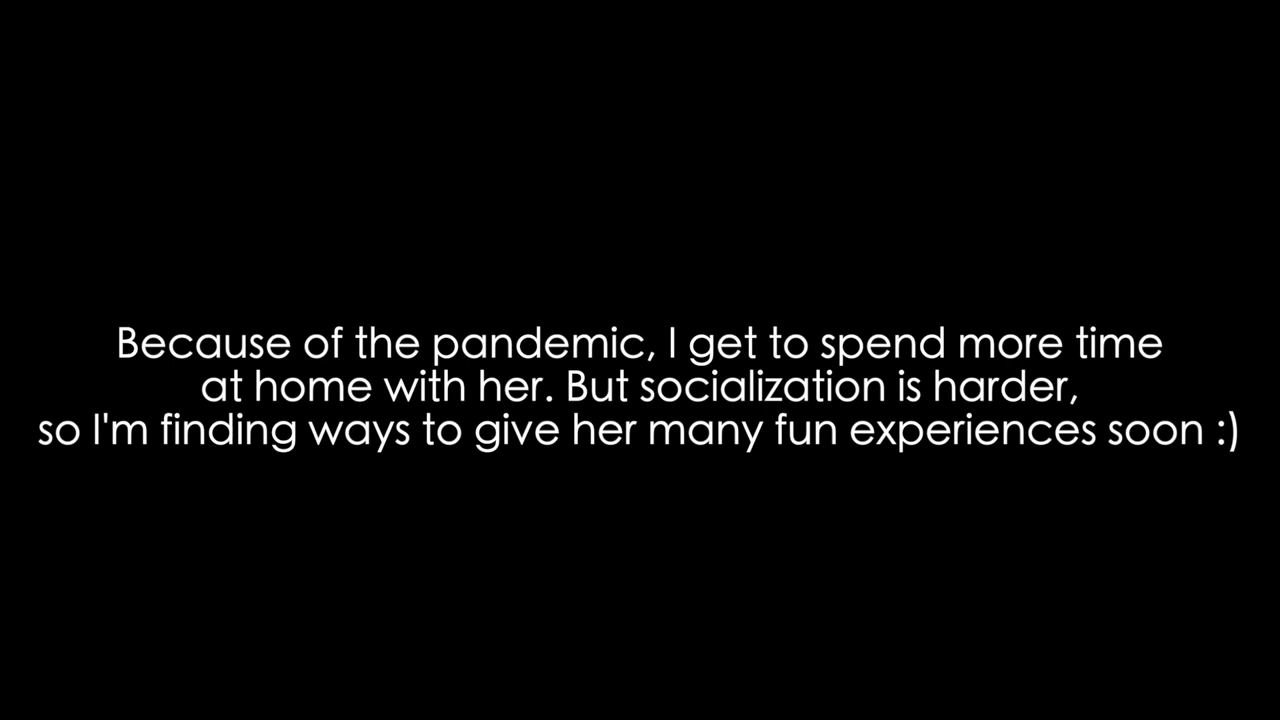 Because of the pandemic, I get to spend more time
at home with her. But socialization is harder,
so I'm finding ways to give her many fun experiences soon :)